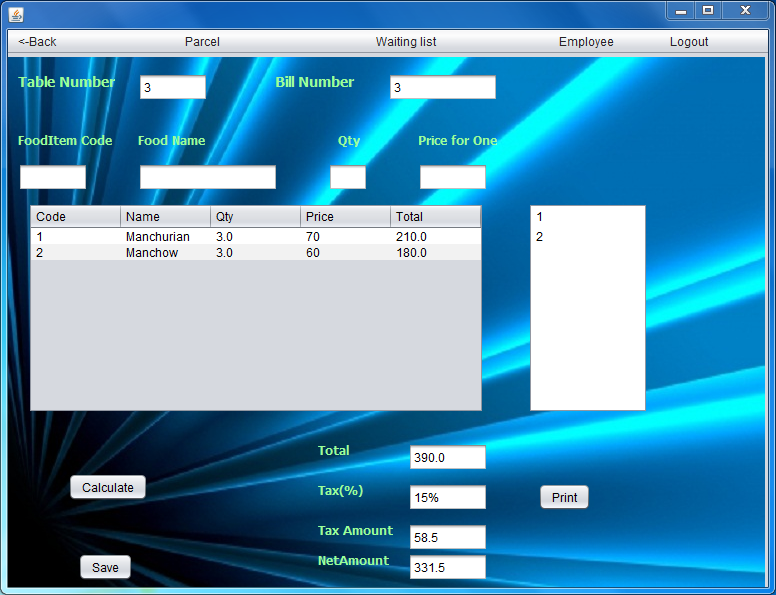 <-Back Parcel Waiting list Employee Logout
Table Number 3 Bill Number 3
FoodItem Code Food Name Qty Price for One
Code Name Qty Price Total
1 Manchurian 3.0 70 210.0
2 Manchow 3.0 60 180.0
1
2
Total 390.0
Calculate
Tax(%) 15%
Print
Tax Amount 58.5
NetAmount 331.5
Save